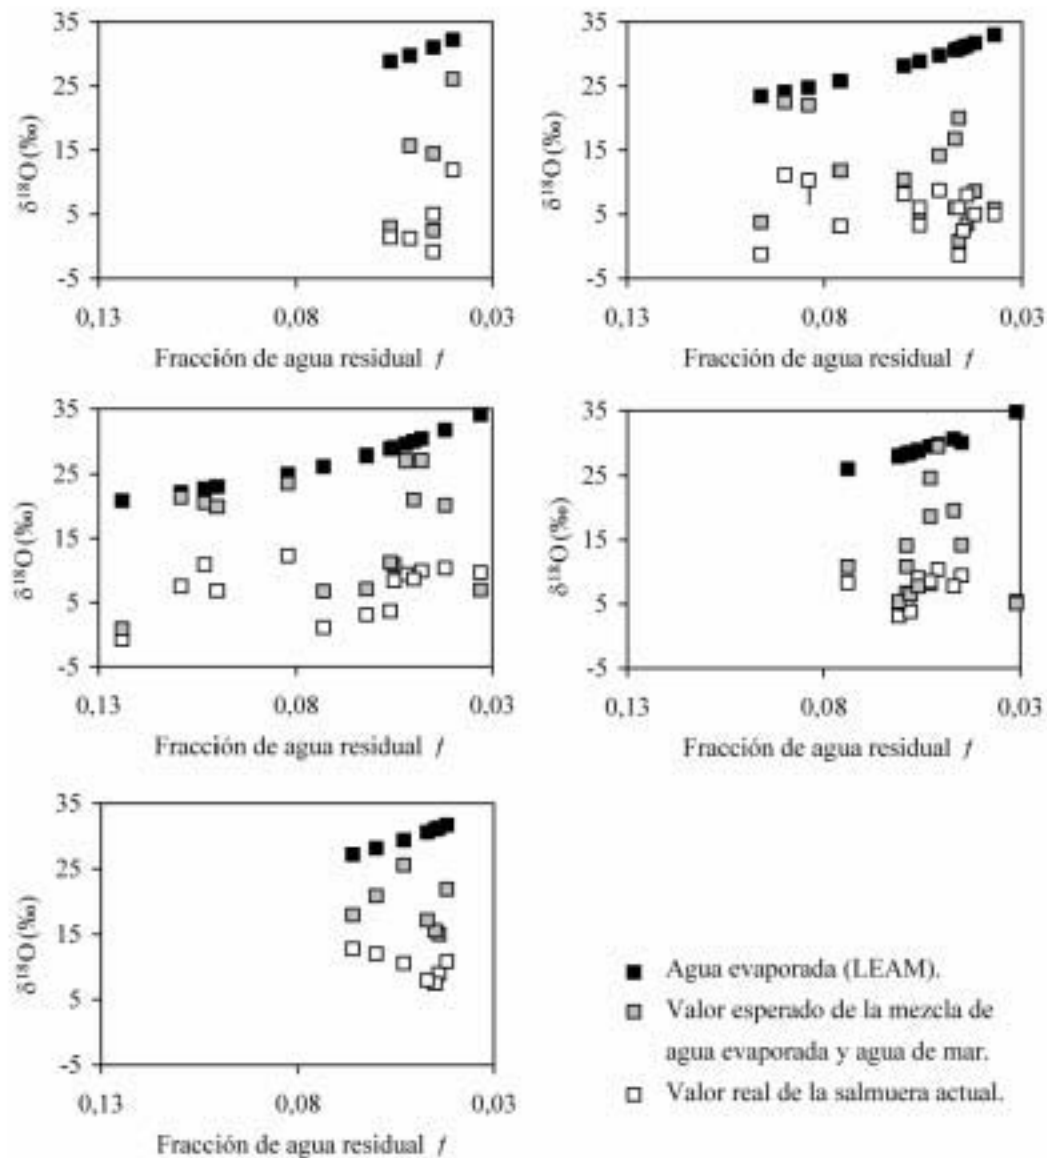 35
25
15
5
-5
δ¹⁸O (‰)
0,13
0,08
0,03
Fracción de agua residual f
35
25
15
5
-5
δ¹⁸O (‰)
0,13
0,08
0,03
Fracción de agua residual f
35
25
15
5
-5
δ¹⁸O (‰)
0,13
0,08
0,03
Fracción de agua residual f
35
25
15
5
-5
δ¹⁸O (‰)
0,13
0,08
0,03
Fracción de agua residual f
35
25
15
5
-5
δ¹⁸O (‰)
0,13
0,08
0,03
Fracción de agua residual f
Agua evaporada (LEAM).
Valor esperado de la mezcla de
agua evaporada y agua de mar.
Valor real de la salmuera actual.